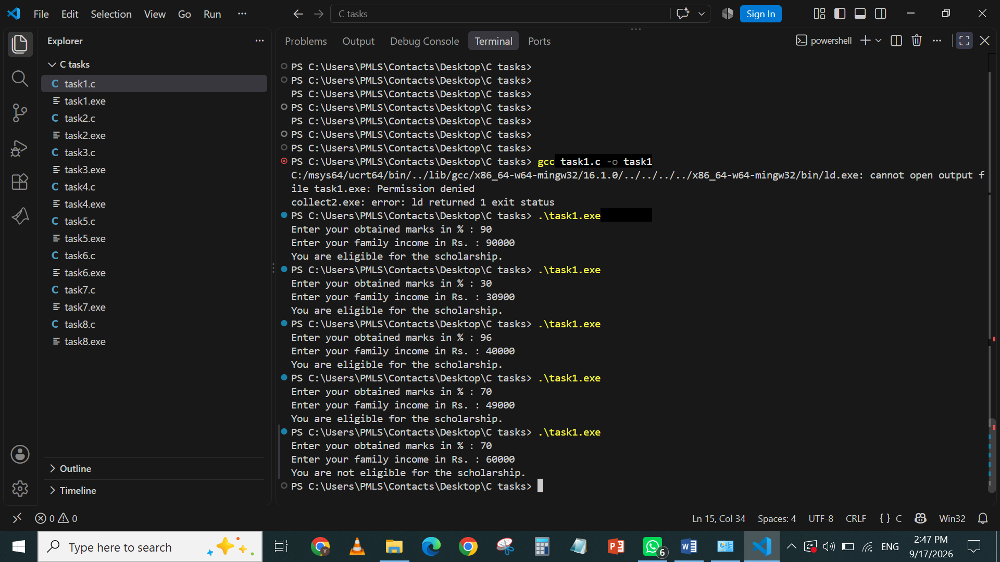 File Edit Selection View Go Run ···
C tasks
Sign In
Explorer
Problems Output Debug Console Terminal Ports
powershell
C tasks
C task1.c
task1.exe
C task2.c
task2.exe
C task3.c
task3.exe
C task4.c
task4.exe
C task5.c
task5.exe
C task6.c
task6.exe
C task7.c
task7.exe
C task8.c
task8.exe
Outline
Timeline
PS C:\Users\PMLS\Contacts\Desktop\C tasks>
PS C:\Users\PMLS\Contacts\Desktop\C tasks>
PS C:\Users\PMLS\Contacts\Desktop\C tasks>
PS C:\Users\PMLS\Contacts\Desktop\C tasks>
PS C:\Users\PMLS\Contacts\Desktop\C tasks>
PS C:\Users\PMLS\Contacts\Desktop\C tasks>
PS C:\Users\PMLS\Contacts\Desktop\C tasks>
PS C:\Users\PMLS\Contacts\Desktop\C tasks> gcc task1.c -o task1
C:/msys64/ucrt64/bin/../lib/gcc/x86_64-w64-mingw32/16.1.0/../../../../x86_64-w64-mingw32/bin/ld.exe: cannot open output f
ile task1.exe: Permission denied
collect2.exe: error: ld returned 1 exit status
PS C:\Users\PMLS\Contacts\Desktop\C tasks> .\task1.exe
Enter your obtained marks in % : 90
Enter your family income in Rs. : 90000
You are eligible for the scholarship.
PS C:\Users\PMLS\Contacts\Desktop\C tasks> .\task1.exe
Enter your obtained marks in % : 30
Enter your family income in Rs. : 30900
You are eligible for the scholarship.
PS C:\Users\PMLS\Contacts\Desktop\C tasks> .\task1.exe
Enter your obtained marks in % : 96
Enter your family income in Rs. : 40000
You are eligible for the scholarship.
PS C:\Users\PMLS\Contacts\Desktop\C tasks> .\task1.exe
Enter your obtained marks in % : 70
Enter your family income in Rs. : 49000
You are eligible for the scholarship.
PS C:\Users\PMLS\Contacts\Desktop\C tasks> .\task1.exe
Enter your obtained marks in % : 70
Enter your family income in Rs. : 60000
You are not eligible for the scholarship.
PS C:\Users\PMLS\Contacts\Desktop\C tasks>
0 0 Ln 15, Col 34 Spaces: 4 UTF-8 CRLF { } C Win32
Type here to search
Y
6
ENG
2:47 PM
9/17/2026